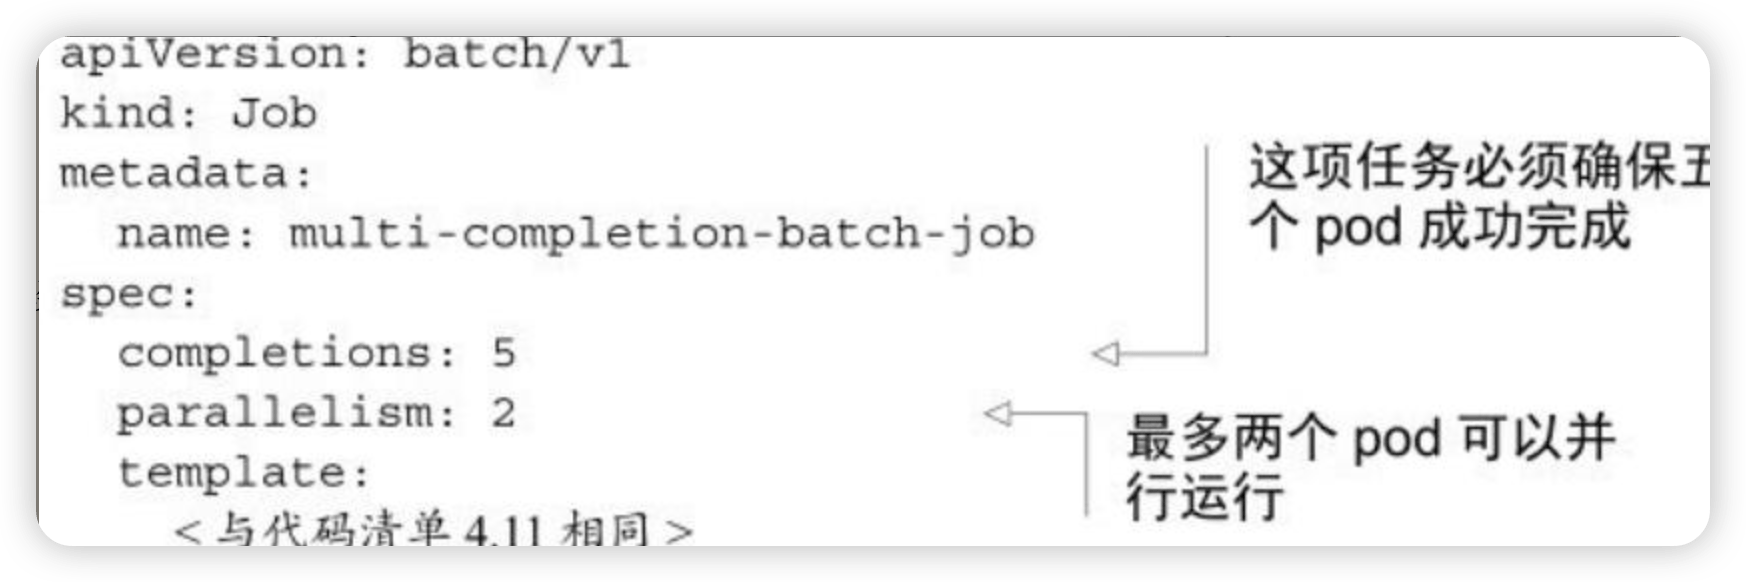 apiVersion: batch/v1
kind: Job
metadata:
  name: multi-completion-batch-job
spec:
  completions: 5
  parallelism: 2
  template:
    <与代码清单 4.11 相同>
这项任务必须确保五
个 pod 成功完成
最多两个 pod 可以并
行运行